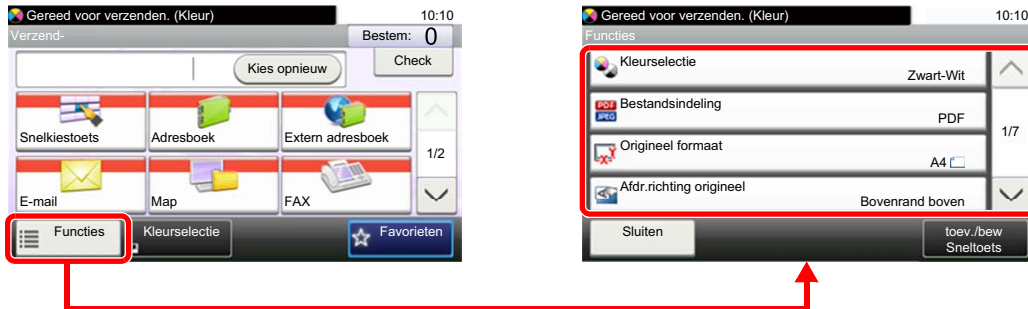 Gereed voor verzenden. (Kleur) 10:10
Verzend- Bestem: 0
Kies opnieuw Check
Snelkiestoets Adresboek Extern adresboek
1/2
E-mail Map FAX
Functies Kleurselectie Favorieten
Gereed voor verzenden. (Kleur) 10:10
Functies
Kleurselectie
Zwart-Wit
PDF JPEG Bestandsindeling
PDF
1/7
Origineel formaat
A4
Afdr.richting origineel
Bovenrand boven
Sluiten toev./bew
Sneltoets